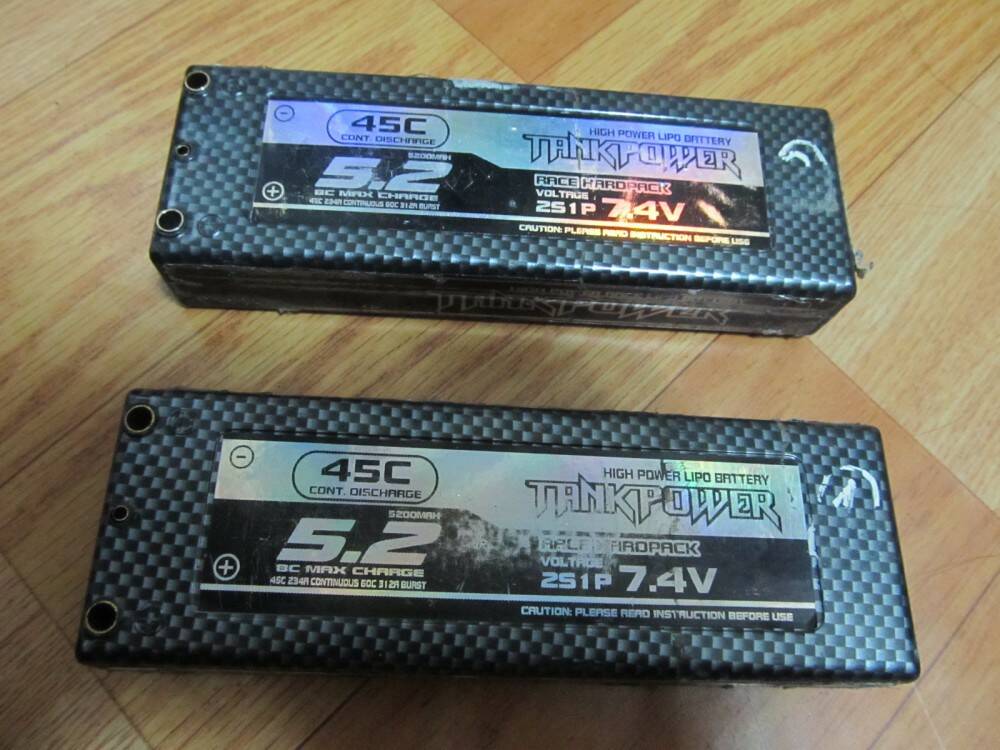 45C
CONT. DISCHARGE
5200MAH
5.2
8C MAX CHARGE
45C 234A CONTINUOUS 60C 312A BURST
HIGH POWER LIPO BATTERY
TANKPOWER
RACE HARDPACK
VOLTAGE
2S1P 7.4V
CAUTION: PLEASE READ INSTRUCTION BEFORE USE
TANKPOWER
45C
CONT. DISCHARGE
5200MAH
5.2
8C MAX CHARGE
45C 234A CONTINUOUS 60C 312A BURST
HIGH POWER LIPO BATTERY
TANKPOWER
RACE HARDPACK
VOLTAGE
2S1P 7.4V
CAUTION: PLEASE READ INSTRUCTION BEFORE USE